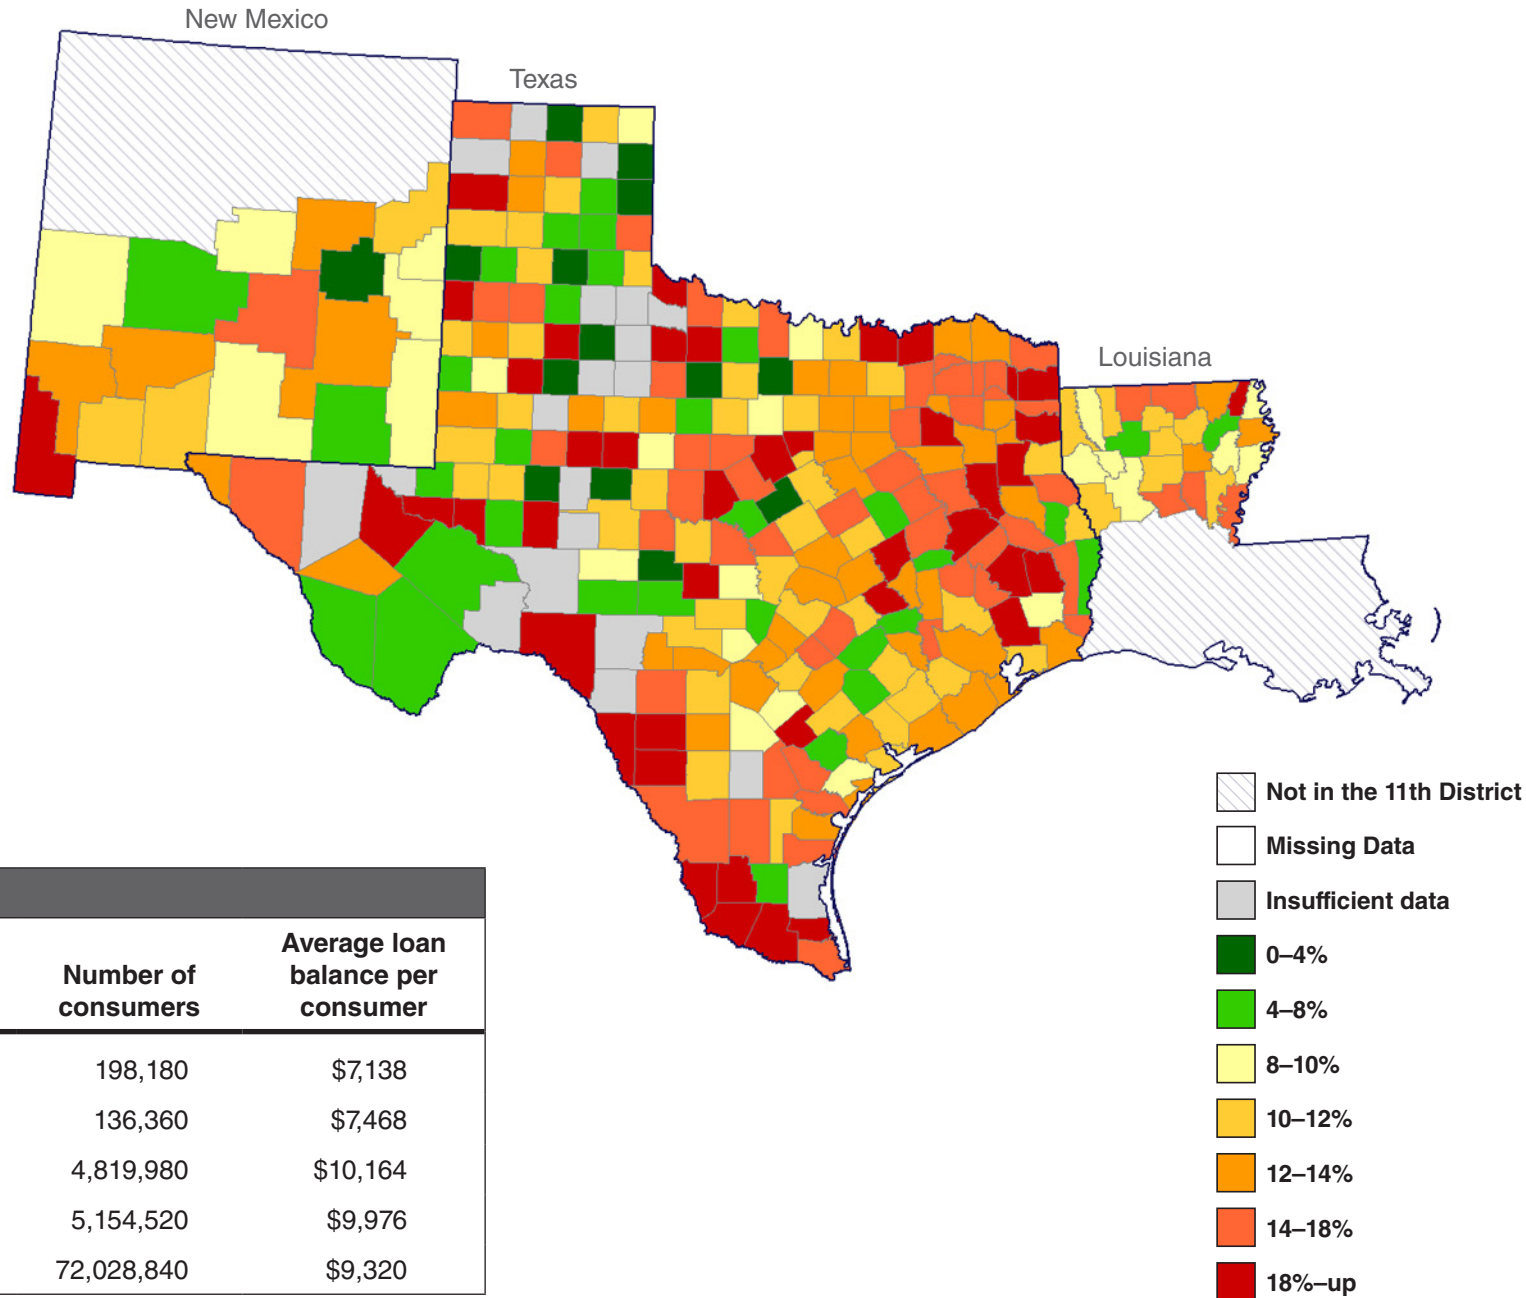 New Mexico
Texas
Louisiana
Not in the 11th District
Missing Data
Insufficient data
0–4%
4–8%
8–10%
10–12%
12–14%
14–18%
18%–up
Number of consumers
Average loan balance per consumer
198,180 $7,138
136,360 $7,468
4,819,980 $10,164
5,154,520 $9,976
72,028,840 $9,320